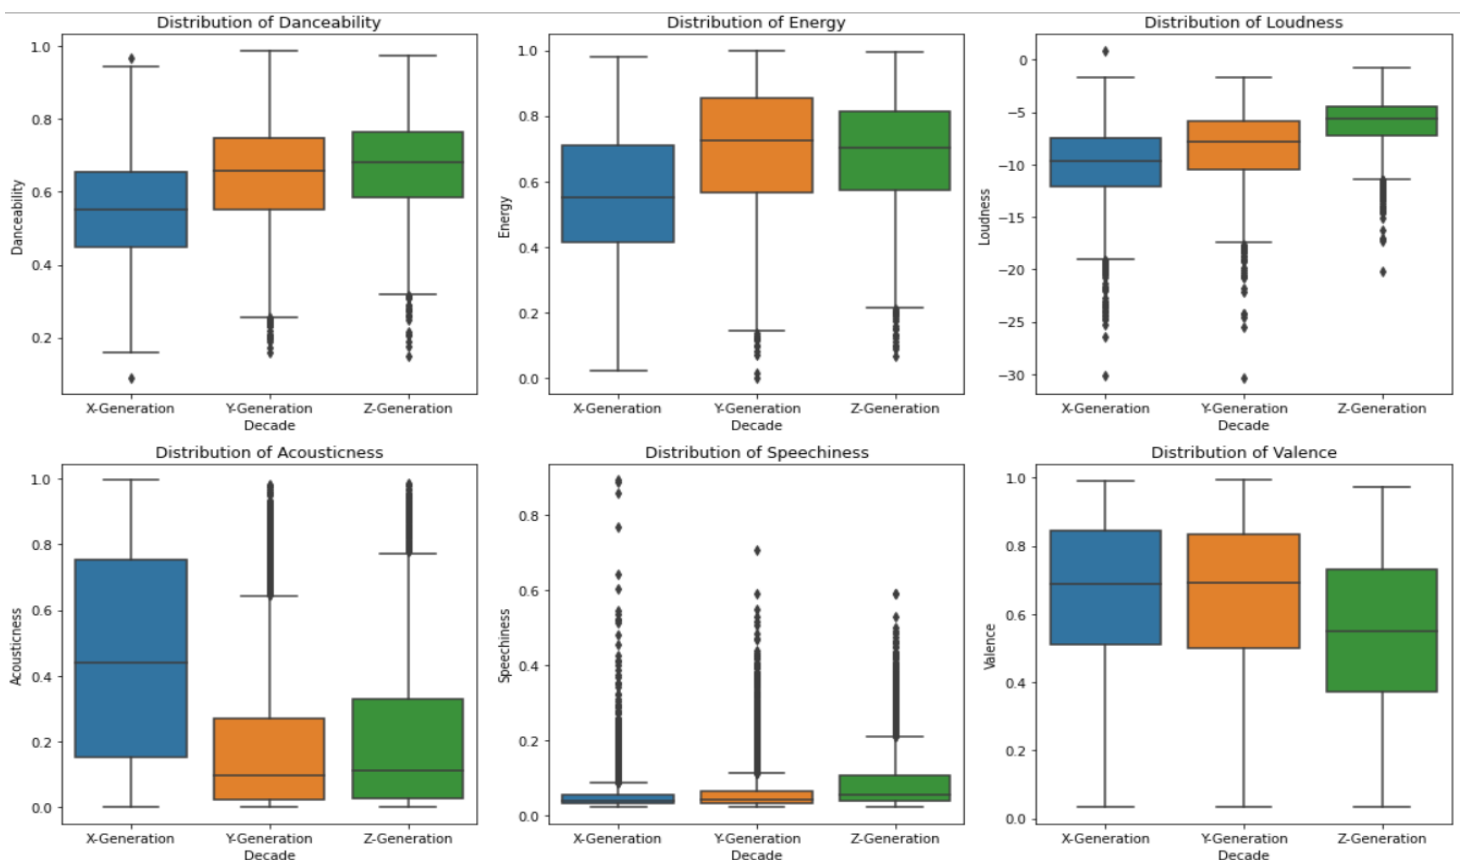 Distribution of Danceability
Danceability
1.0
0.8
0.6
0.4
0.2
X-Generation
Y-Generation
Z-Generation
Decade
Distribution of Energy
Energy
1.0
0.8
0.6
0.4
0.2
0.0
X-Generation
Y-Generation
Z-Generation
Decade
Distribution of Loudness
Loudness
0
−5
−10
−15
−20
−25
−30
X-Generation
Y-Generation
Z-Generation
Decade
Distribution of Acousticness
Acousticness
1.0
0.8
0.6
0.4
0.2
0.0
X-Generation
Y-Generation
Z-Generation
Decade
Distribution of Speechiness
Speechiness
0.8
0.6
0.4
0.2
0.0
X-Generation
Y-Generation
Z-Generation
Decade
Distribution of Valence
Valence
1.0
0.8
0.6
0.4
0.2
0.0
X-Generation
Y-Generation
Z-Generation
Decade